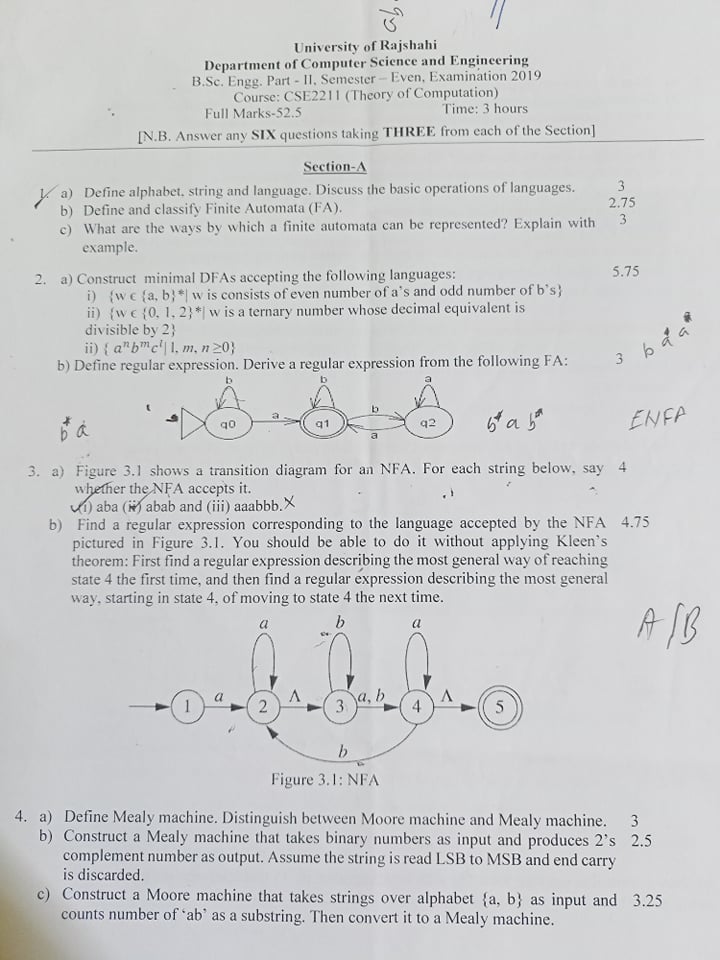 University of Rajshahi
Department of Computer Science and Engineering
B.Sc. Engg. Part - II, Semester – Even, Examination 2019
Course: CSE2211 (Theory of Computation)
Full Marks-52.5 Time: 3 hours
[N.B. Answer any SIX questions taking THREE from each of the Section]
Section-A
1. a) Define alphabet, string and language. Discuss the basic operations of languages. 3
b) Define and classify Finite Automata (FA). 2.75
c) What are the ways by which a finite automata can be represented? Explain with 3
example.
2. a) Construct minimal DFAs accepting the following languages: 5.75
i) {w ϵ {a, b}*| w is consists of even number of a's and odd number of b's}
ii) {w ϵ {0, 1, 2}*| w is a ternary number whose decimal equivalent is
divisible by 2}
ii) { aⁿbᵐcˡ| l, m, n ≥0}
b) Define regular expression. Derive a regular expression from the following FA: 3
b* a a*
b b a
q0 a q1 b a q2
b* a
b* a b*
ENFA
3. a) Figure 3.1 shows a transition diagram for an NFA. For each string below, say 4
whether the NFA accepts it.
(i) aba (ii) abab and (iii) aaabbb.
b) Find a regular expression corresponding to the language accepted by the NFA 4.75
pictured in Figure 3.1. You should be able to do it without applying Kleen's
theorem: First find a regular expression describing the most general way of reaching
state 4 the first time, and then find a regular expression describing the most general
way, starting in state 4, of moving to state 4 the next time.
A/B
a b a
1 a 2 Λ 3 a, b 4 Λ 5
b
Figure 3.1: NFA
4. a) Define Mealy machine. Distinguish between Moore machine and Mealy machine. 3
b) Construct a Mealy machine that takes binary numbers as input and produces 2's 2.5
complement number as output. Assume the string is read LSB to MSB and end carry
is discarded.
c) Construct a Moore machine that takes strings over alphabet {a, b} as input and 3.25
counts number of 'ab' as a substring. Then convert it to a Mealy machine.